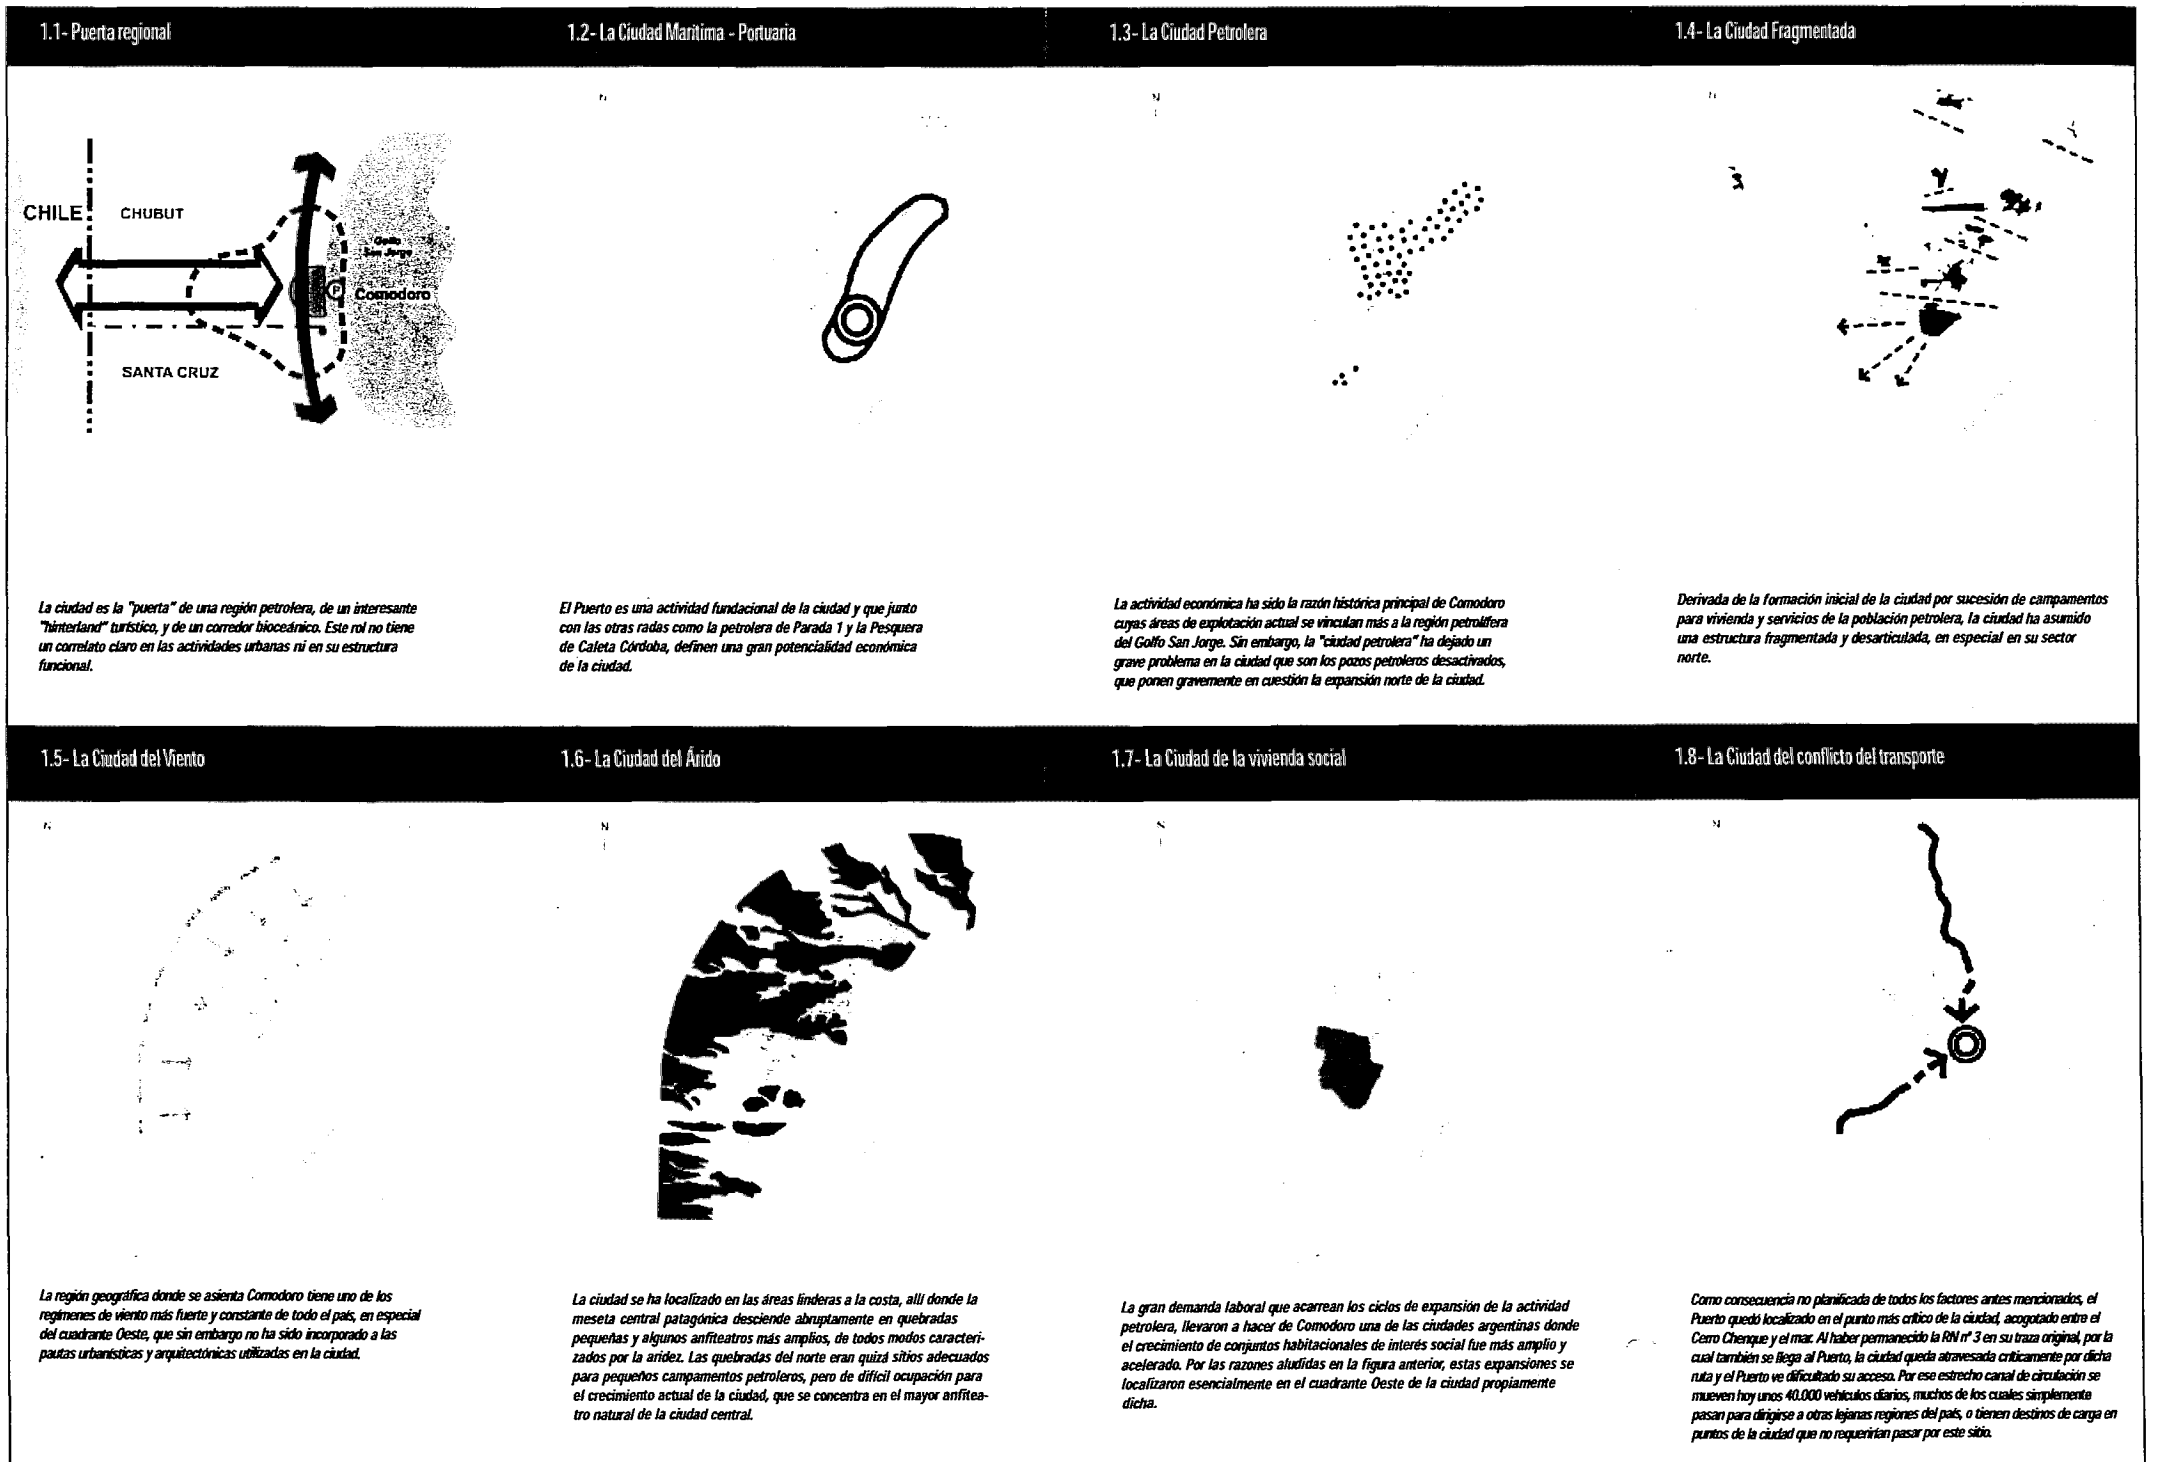 1.1- Puerta regional
CHILE
CHUBUT
Golfo
San Jorge
P
Comodoro
SANTA CRUZ
La ciudad es la "puerta" de una región petrolera, de un interesante
"hinterland" turístico, y de un corredor bioceánico. Este rol no tiene
un correlato claro en las actividades urbanas ni en su estructura
funcional.
1.2- La Ciudad Marítima - Portuaria
N
El Puerto es una actividad fundacional de la ciudad y que junto
con las otras radas como la petrolera de Parada 1 y la Pesquera
de Caleta Córdoba, definen una gran potencialidad económica
de la ciudad.
1.3- La Ciudad Petrolera
N
La actividad económica ha sido la razón histórica principal de Comodoro
cuyas áreas de explotación actual se vinculan más a la región petrolífera
del Golfo San Jorge. Sin embargo, la "ciudad petrolera" ha dejado un
grave problema en la ciudad que son los pozos petroleros desactivados,
que ponen gravemente en cuestión la expansión norte de la ciudad.
1.4- La Ciudad Fragmentada
N
Derivada de la formación inicial de la ciudad por sucesión de campamentos
para vivienda y servicios de la población petrolera, la ciudad ha asumido
una estructura fragmentada y desarticulada, en especial en su sector
norte.
1.5- La Ciudad del Viento
N
La región geográfica donde se asienta Comodoro tiene uno de los
regímenes de viento más fuerte y constante de todo el país, en especial
del cuadrante Oeste, que sin embargo no ha sido incorporado a las
pautas urbanísticas y arquitectónicas utilizadas en la ciudad.
1.6- La Ciudad del Árido
N
La ciudad se ha localizado en las áreas linderas a la costa, allí donde la
meseta central patagónica desciende abruptamente en quebradas
pequeñas y algunos anfiteatros más amplios, de todos modos caracteri-
zados por la aridez. Las quebradas del norte eran quizá sitios adecuados
para pequeños campamentos petroleros, pero de difícil ocupación para
el crecimiento actual de la ciudad, que se concentra en el mayor anfitea-
tro natural de la ciudad central.
1.7- La Ciudad de la vivienda social
La gran demanda laboral que acarrean los ciclos de expansión de la actividad
petrolera, llevaron a hacer de Comodoro una de las ciudades argentinas donde
el crecimiento de conjuntos habitacionales de interés social fue más amplio y
acelerado. Por las razones aludidas en la figura anterior, estas expansiones se
localizaron esencialmente en el cuadrante Oeste de la ciudad propiamente
dicha.
1.8- La Ciudad del conflicto del transporte
N
Como consecuencia no planificada de todos los factores antes mencionados, el
Puerto quedó localizado en el punto más crítico de la ciudad, acogotado entre el
Cerro Chenque y el mar. Al haber permanecido la RN nº 3 en su traza original, por la
cual también se llega al Puerto, la ciudad queda atravesada críticamente por dicha
ruta y el Puerto ve dificultado su acceso. Por ese estrecho canal de circulación se
mueven hoy unos 40.000 vehículos diarios, muchos de los cuales simplemente
pasan para dirigirse a otras lejanas regiones del país, o tienen destinos de carga en
puntos de la ciudad que no requerirían pasar por este sitio.